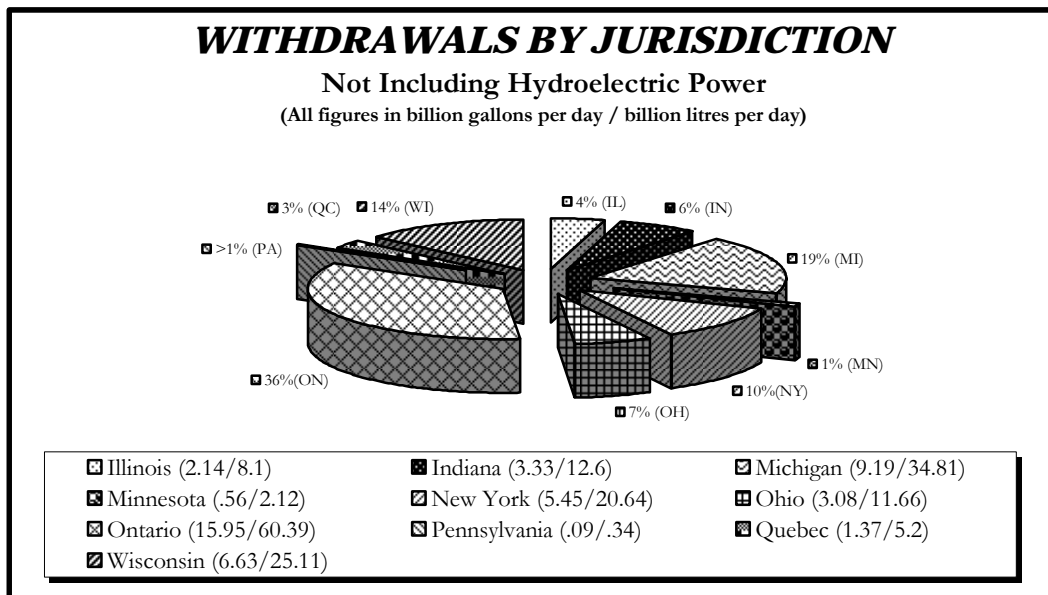 WITHDRAWALS BY JURISDICTION
Not Including Hydroelectric Power
(All figures in billion gallons per day / billion litres per day)
3% (QC)
14% (WI)
4% (IL)
6% (IN)
>1% (PA)
19% (MI)
36%(ON)
1% (MN)
10%(NY)
7% (OH)
Illinois (2.14/8.1)
Indiana (3.33/12.6)
Michigan (9.19/34.81)
Minnesota (.56/2.12)
New York (5.45/20.64)
Ohio (3.08/11.66)
Ontario (15.95/60.39)
Pennsylvania (.09/.34)
Quebec (1.37/5.2)
Wisconsin (6.63/25.11)